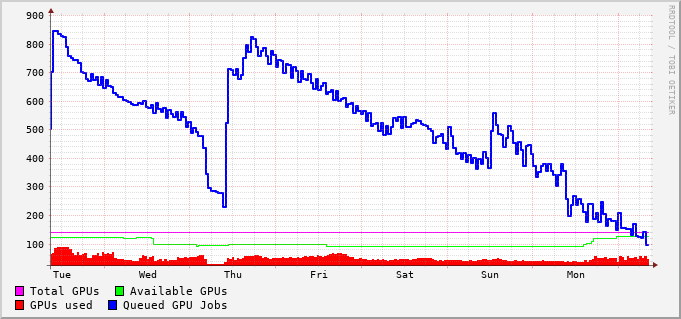 900
800
700
600
500
400
300
200
100
Tue Wed Thu Fri Sat Sun Mon
Total GPUs Available GPUs
GPUs used Queued GPU Jobs
RRDTOOL / TOBI OETIKER